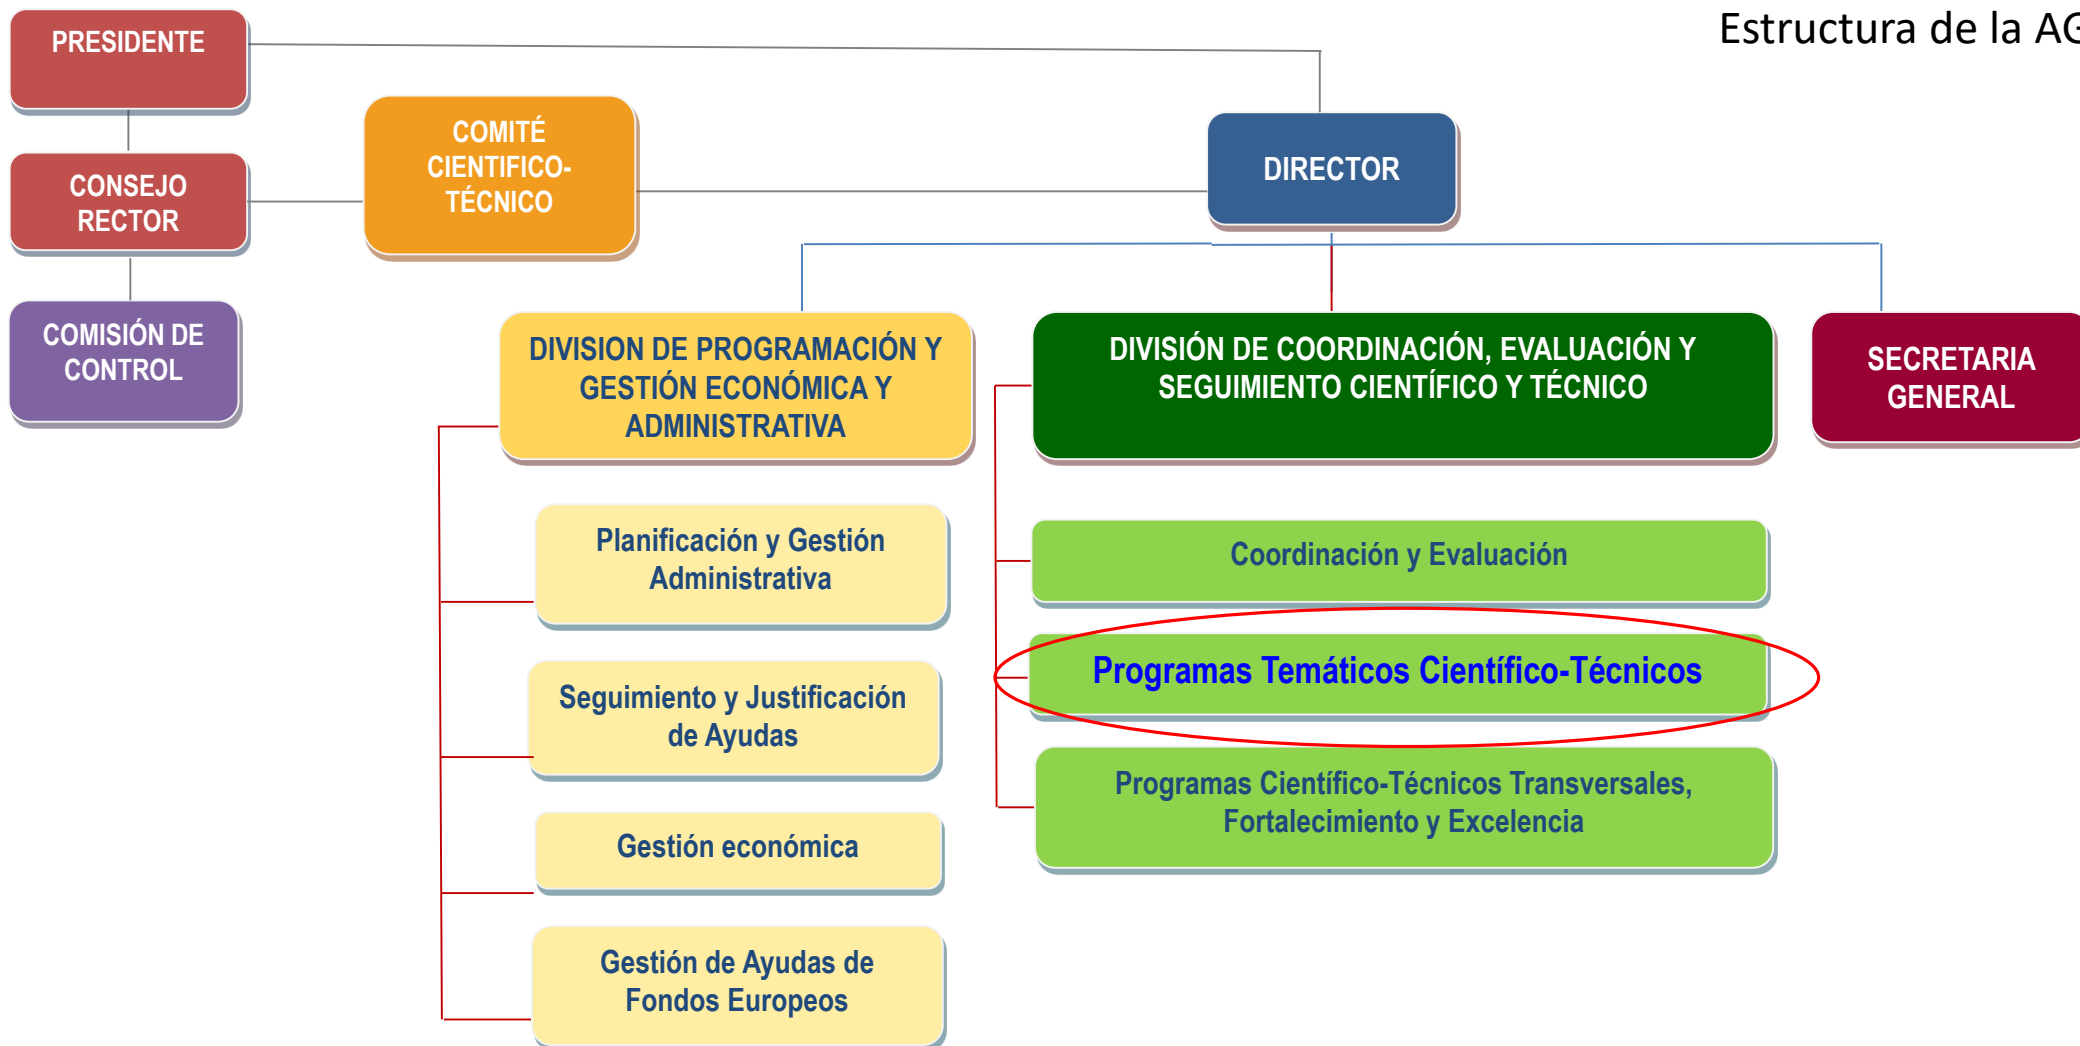 Estructura de la AG
PRESIDENTE
COMITÉ
CIENTIFICO-
TÉCNICO
DIRECTOR
CONSEJO
RECTOR
COMISIÓN DE
CONTROL
DIVISION DE PROGRAMACIÓN Y
GESTIÓN ECONÓMICA Y
ADMINISTRATIVA
DIVISIÓN DE COORDINACIÓN, EVALUACIÓN Y
SEGUIMIENTO CIENTÍFICO Y TÉCNICO
SECRETARIA
GENERAL
Planificación y Gestión
Administrativa
Seguimiento y Justificación
de Ayudas
Gestión económica
Gestión de Ayudas de
Fondos Europeos
Coordinación y Evaluación
Programas Temáticos Científico-Técnicos
Programas Científico-Técnicos Transversales,
Fortalecimiento y Excelencia